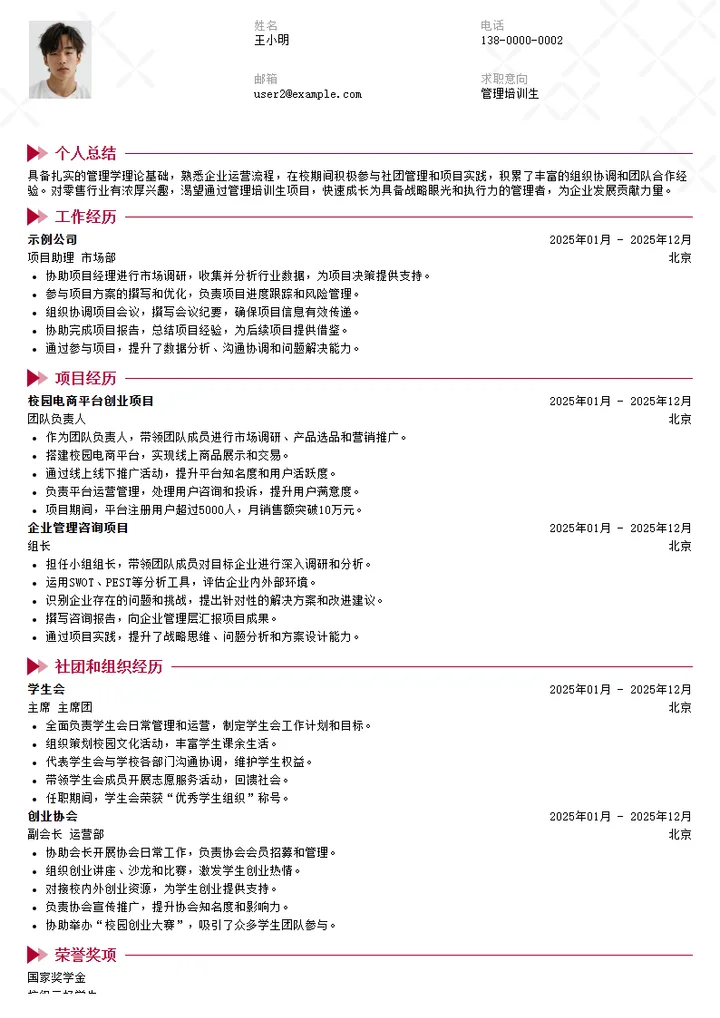 姓名
王小明
电话
138-0000-0002
邮箱
user2@example.com
求职意向
管理培训生
个人总结
具备扎实的管理学理论基础，熟悉企业运营流程，在校期间积极参与社团管理和项目实践，积累了丰富的组织协调和团队合作经
验。对零售行业有浓厚兴趣，渴望通过管理培训生项目，快速成长为具备战略眼光和执行力的管理者，为企业发展贡献力量。
工作经历
示例公司 2025年01月 - 2025年12月
项目助理 市场部 北京
• 协助项目经理进行市场调研，收集并分析行业数据，为项目决策提供支持。
• 参与项目方案的撰写和优化，负责项目进度跟踪和风险管理。
• 组织协调项目会议，撰写会议纪要，确保项目信息有效传递。
• 协助完成项目报告，总结项目经验，为后续项目提供借鉴。
• 通过参与项目，提升了数据分析、沟通协调和问题解决能力。
项目经历
校园电商平台创业项目 2025年01月 - 2025年12月
团队负责人 北京
• 作为团队负责人，带领团队成员进行市场调研、产品选品和营销推广。
• 搭建校园电商平台，实现线上商品展示和交易。
• 通过线上线下推广活动，提升平台知名度和用户活跃度。
• 负责平台运营管理，处理用户咨询和投诉，提升用户满意度。
• 项目期间，平台注册用户超过5000人，月销售额突破10万元。
企业管理咨询项目 2025年01月 - 2025年12月
组长 北京
• 担任小组组长，带领团队成员对目标企业进行深入调研和分析。
• 运用SWOT、PEST等分析工具，评估企业内外部环境。
• 识别企业存在的问题和挑战，提出针对性的解决方案和改进建议。
• 撰写咨询报告，向企业管理层汇报项目成果。
• 通过项目实践，提升了战略思维、问题分析和方案设计能力。
社团和组织经历
学生会 2025年01月 - 2025年12月
主席 主席团 北京
• 全面负责学生会日常管理和运营，制定学生会工作计划和目标。
• 组织策划校园文化活动，丰富学生课余生活。
• 代表学生会与学校各部门沟通协调，维护学生权益。
• 带领学生会成员开展志愿服务活动，回馈社会。
• 任职期间，学生会荣获“优秀学生组织”称号。
创业协会 2025年01月 - 2025年12月
副会长 运营部 北京
• 协助会长开展协会日常工作，负责协会会员招募和管理。
• 组织创业讲座、沙龙和比赛，激发学生创业热情。
• 对接校内外创业资源，为学生创业提供支持。
• 负责协会宣传推广，提升协会知名度和影响力。
• 协助举办“校园创业大赛”，吸引了众多学生团队参与。
荣誉奖项
国家奖学金